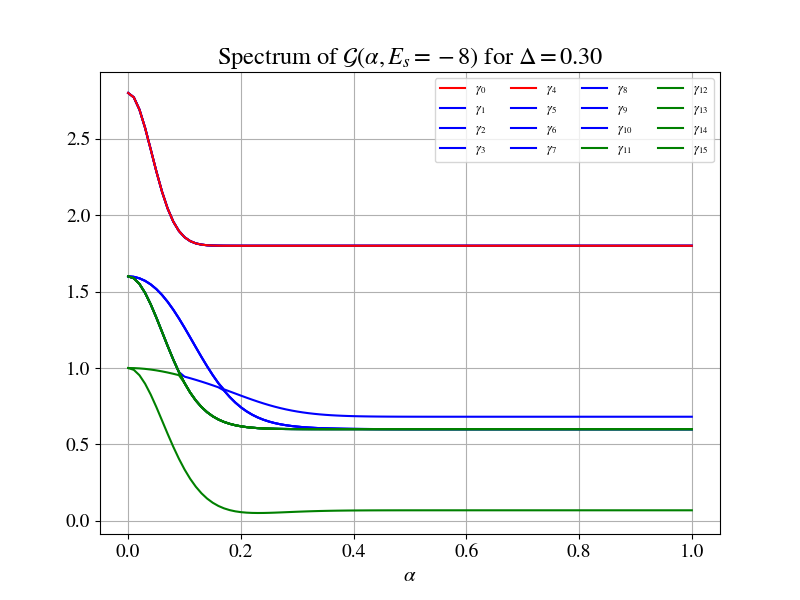 Spectrum of 𝒢(α, E_s = −8) for Δ = 0.30
γ₀ γ₄ γ₈ γ₁₂
γ₁ γ₅ γ₉ γ₁₃
γ₂ γ₆ γ₁₀ γ₁₄
γ₃ γ₇ γ₁₁ γ₁₅
2.5
2.0
1.5
1.0
0.5
0.0
0.0 0.2 0.4 0.6 0.8 1.0
α